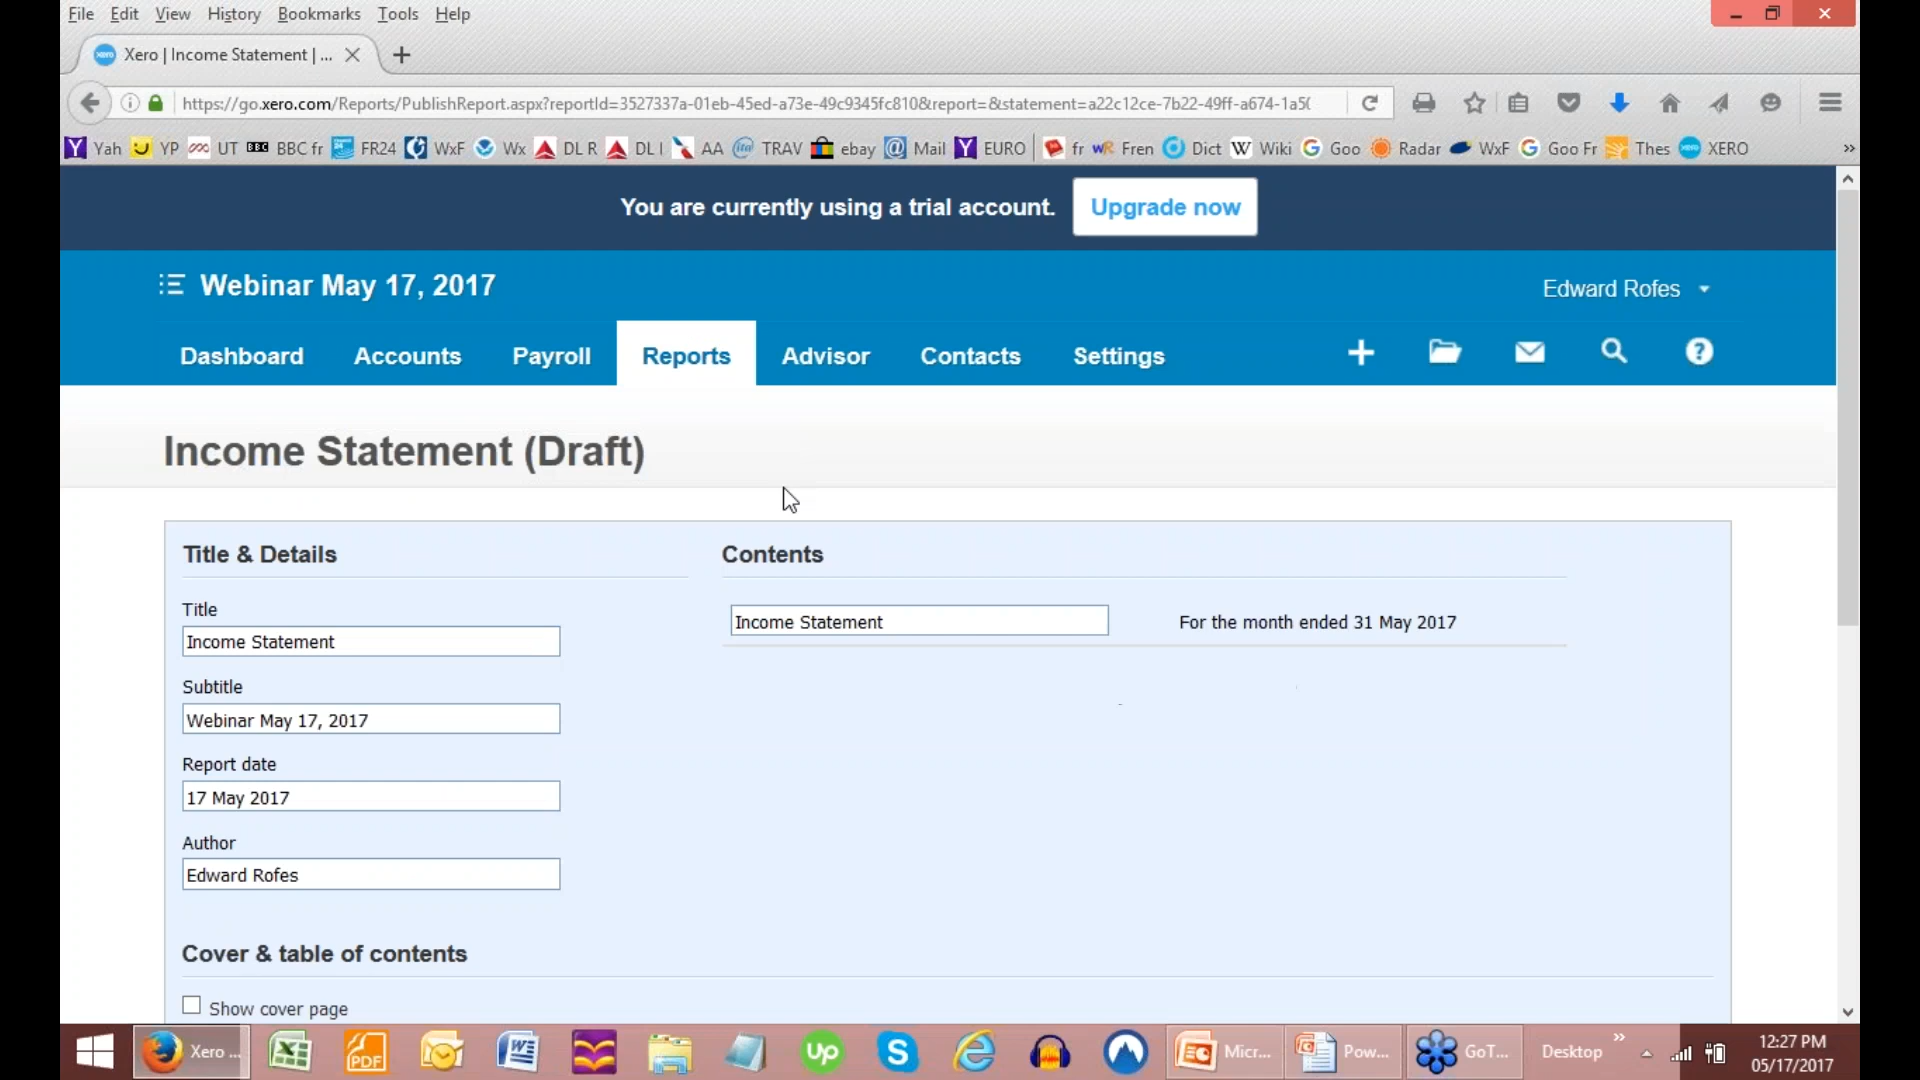 File Edit View History Bookmarks Tools Help
Xero | Income Statement | ...
https://go.xero.com/Reports/PublishReport.aspx?reportId=3527337a-01eb-45ed-a73e-49c9345fc810&report=&statement=a22c12ce-7b22-49ff-a674-1a5(
Yah YP UT BBC BBC fr FR24 WxF Wx DL R DL I AA TRAV ebay Mail EURO fr Fren Dict Wiki Goo Radar WxF Goo Fr Thes XERO »
You are currently using a trial account. Upgrade now
Webinar May 17, 2017
Edward Rofes
Dashboard Accounts Payroll Reports Advisor Contacts Settings
Income Statement (Draft)
Title & Details
Contents
Title
Income Statement
Income Statement For the month ended 31 May 2017
Subtitle
Webinar May 17, 2017
Report date
17 May 2017
Author
Edward Rofes
Cover & table of contents
Show cover page
Xero ... PDF Up S Micr... Pow... GoT... Desktop » 12:27 PM
05/17/2017